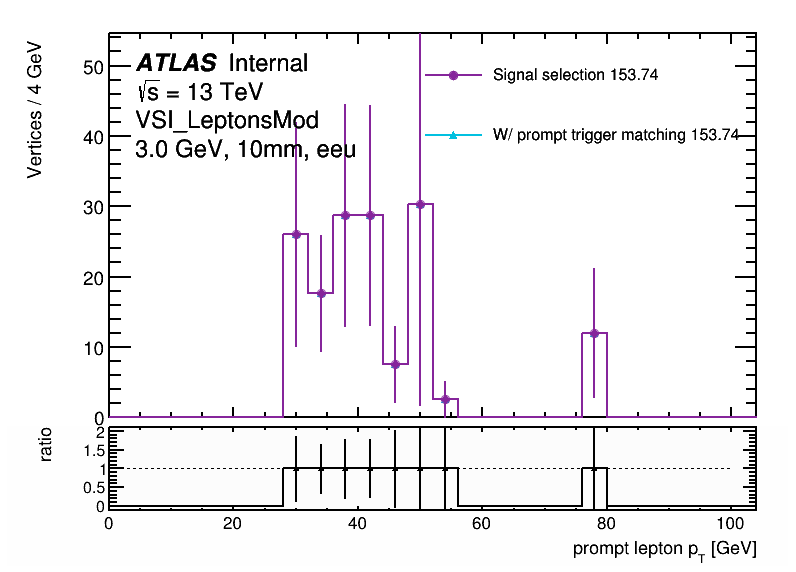 Vertices / 4 GeV
50
40
30
20
10
0
ATLAS Internal
√s = 13 TeV
VSI_LeptonsMod
3.0 GeV, 10mm, eeu
Signal selection 153.74
W/ prompt trigger matching 153.74
ratio
2
1.5
1
0.5
0
0 20 40 60 80 100
prompt lepton p_T [GeV]